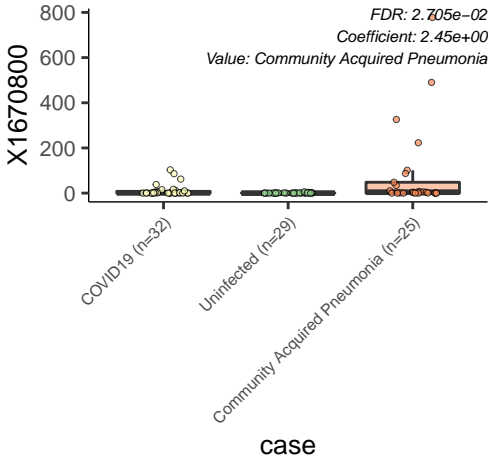 FDR: 2.705e−02
Coefficient: 2.45e+00
Value: Community Acquired Pneumonia
800
600
400
200
0
X1670800
COVID19 (n=32)
Uninfected (n=29)
Community Acquired Pneumonia (n=25)
case